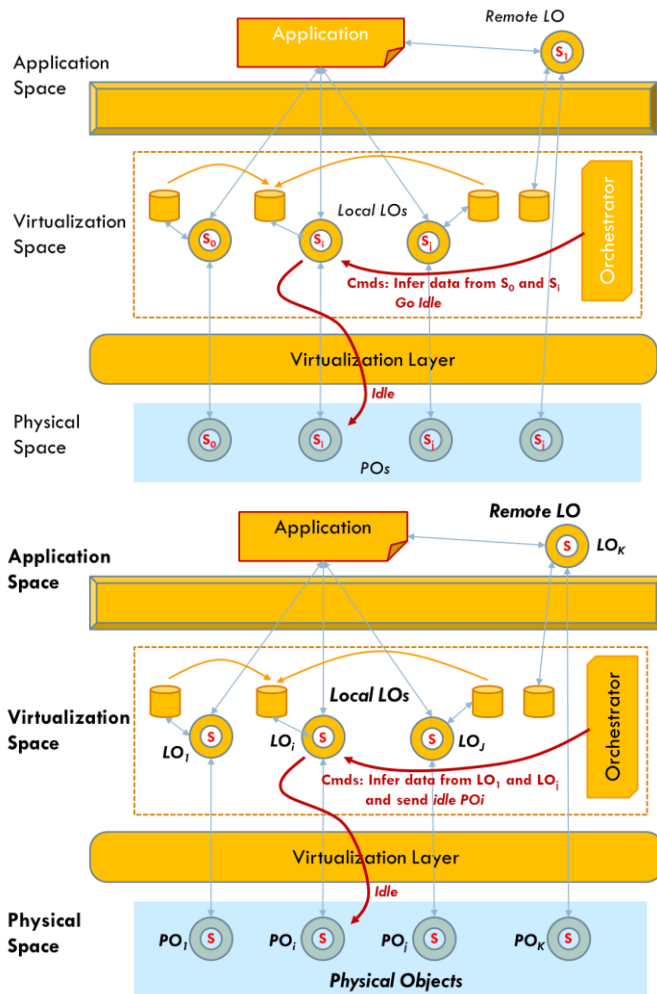 Remote LO
Application
S₁
Application
Space
Local LOs
Virtualization
Space
S₀
Sᵢ
Sⱼ
Orchestrator
Cmds: Infer data from S₀ and Sᵢ
Go Idle
Virtualization Layer
Idle
Physical
Space
S₀
Sᵢ
Sⱼ
Sⱼ
POs
Remote LO
Application
S
LOK
Application
Space
Local LOs
Virtualization
Space
S
S
S
LO₁
LOᵢ
LOJ
Orchestrator
Cmds: Infer data from LO₁ and LOⱼ
and send idle POi
Virtualization Layer
Idle
Physical
Space
PO₁
S
POᵢ
S
POⱼ
S
POK
S
Physical Objects